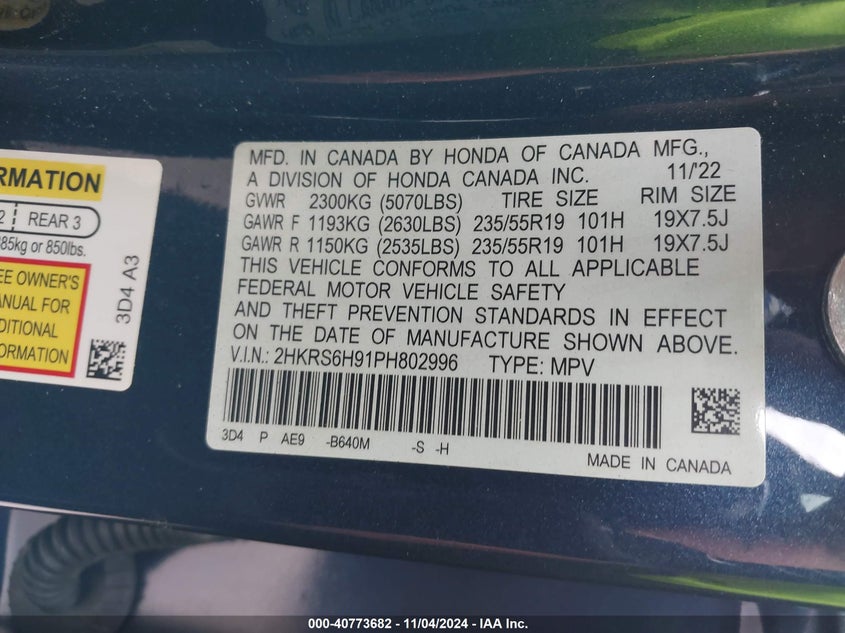 RMATION
2 REAR 3
85kg or 850lbs.
EE OWNER'S
ANUAL FOR
DITIONAL
FORMATION
3D4 A3
MFD. IN CANADA BY HONDA OF CANADA MFG.,
A DIVISION OF HONDA CANADA INC. 11/'22
GVWR 2300KG (5070LBS) TIRE SIZE RIM SIZE
GAWR F 1193KG (2630LBS) 235/55R19 101H 19X7.5J
GAWR R 1150KG (2535LBS) 235/55R19 101H 19X7.5J
THIS VEHICLE CONFORMS TO ALL APPLICABLE
FEDERAL MOTOR VEHICLE SAFETY
AND THEFT PREVENTION STANDARDS IN EFFECT
ON THE DATE OF MANUFACTURE SHOWN ABOVE.
V.I.N.: 2HKRS6H91PH802996 TYPE: MPV
3D4 P AE9 -B640M -S -H
MADE IN CANADA
000-40773682 - 11/04/2024 - IAA Inc.